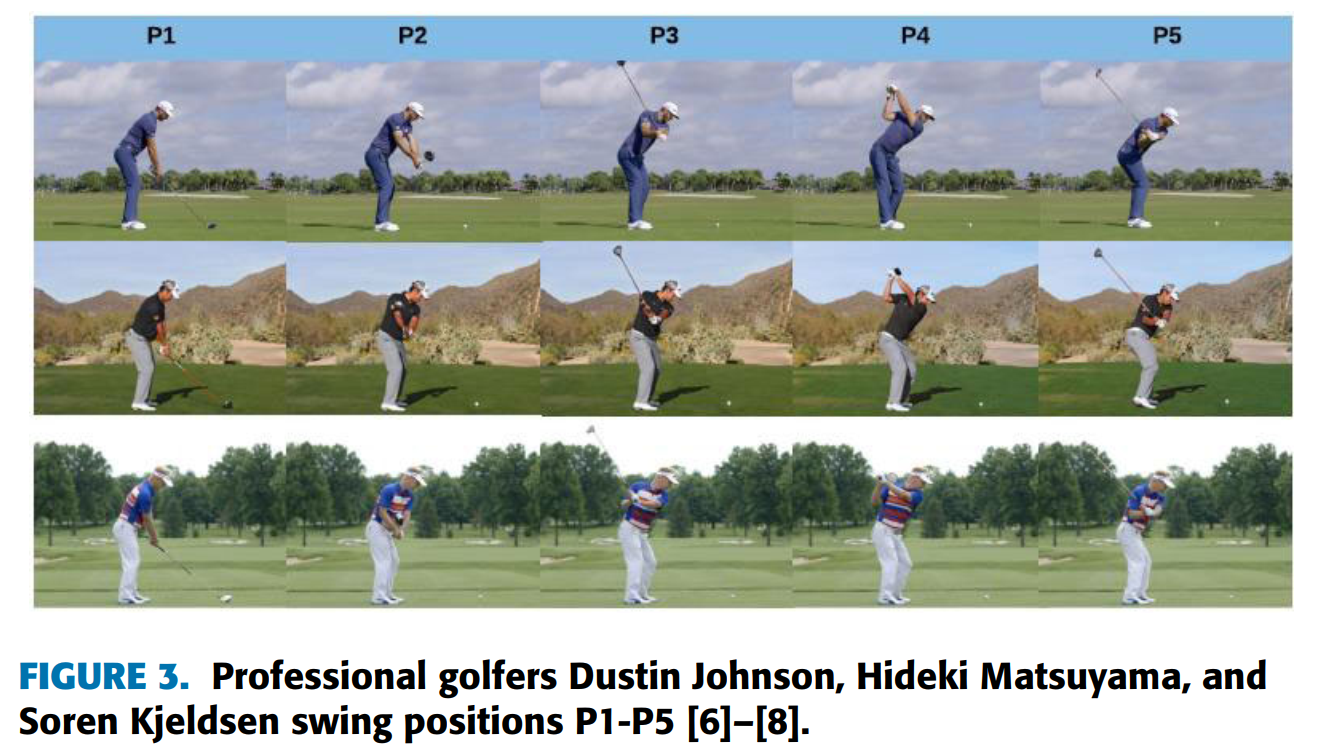 P1 P2 P3 P4 P5
FIGURE 3. Professional golfers Dustin Johnson, Hideki Matsuyama, and
Soren Kjeldsen swing positions P1-P5 [6]–[8].